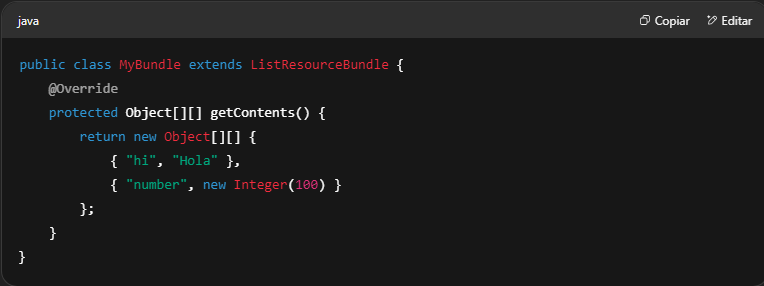 java
Copiar
Editar
public class MyBundle extends ListResourceBundle {
    @Override
    protected Object[][] getContents() {
        return new Object[][] {
            { "hi", "Hola" },
            { "number", new Integer(100) }
        };
    }
}